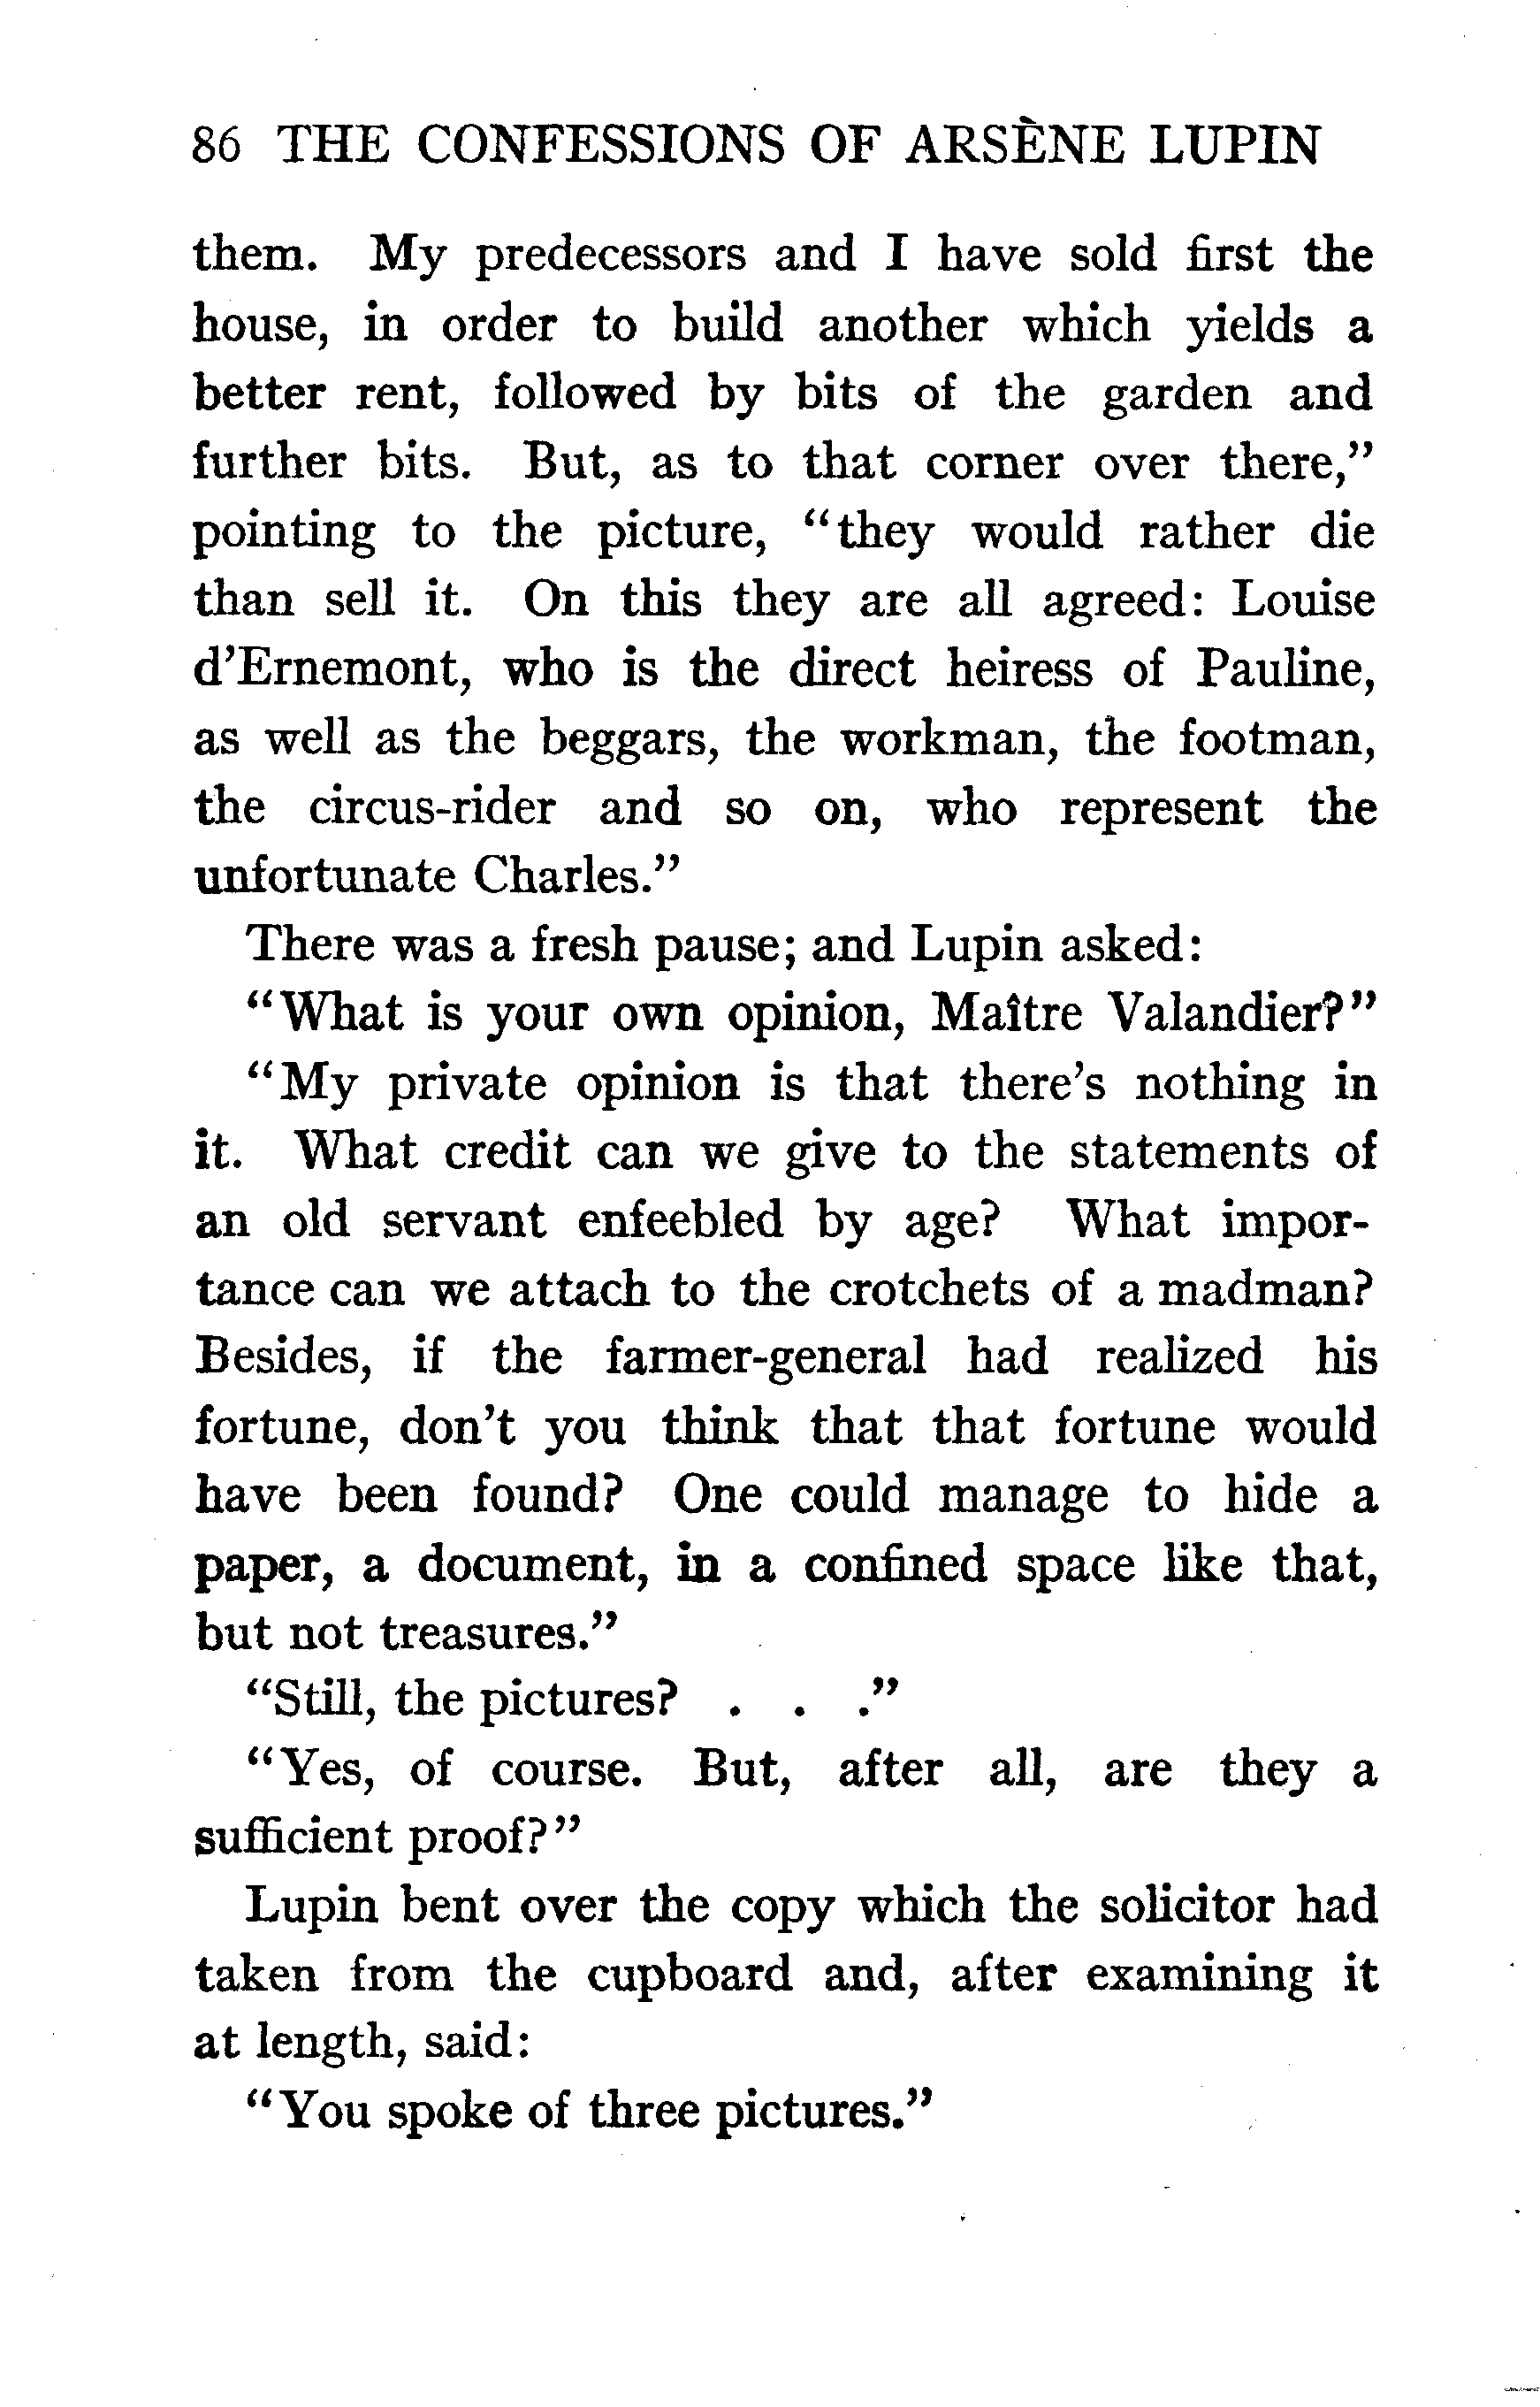 86 THE CONFESSIONS OF ARSÈNE LUPIN
them. My predecessors and I have sold first the
house, in order to build another which yields a
better rent, followed by bits of the garden and
further bits. But, as to that corner over there,”
pointing to the picture, “they would rather die
than sell it. On this they are all agreed: Louise
d’Ernemont, who is the direct heiress of Pauline,
as well as the beggars, the workman, the footman,
the circus-rider and so on, who represent the
unfortunate Charles.”
There was a fresh pause; and Lupin asked:
“What is your own opinion, Maître Valandier?”
“My private opinion is that there’s nothing in
it. What credit can we give to the statements of
an old servant enfeebled by age? What impor-
tance can we attach to the crotchets of a madman?
Besides, if the farmer-general had realized his
fortune, don’t you think that that fortune would
have been found? One could manage to hide a
paper, a document, in a confined space like that,
but not treasures.”
“Still, the pictures? . . .”
“Yes, of course. But, after all, are they a
sufficient proof?”
Lupin bent over the copy which the solicitor had
taken from the cupboard and, after examining it
at length, said:
“You spoke of three pictures.”